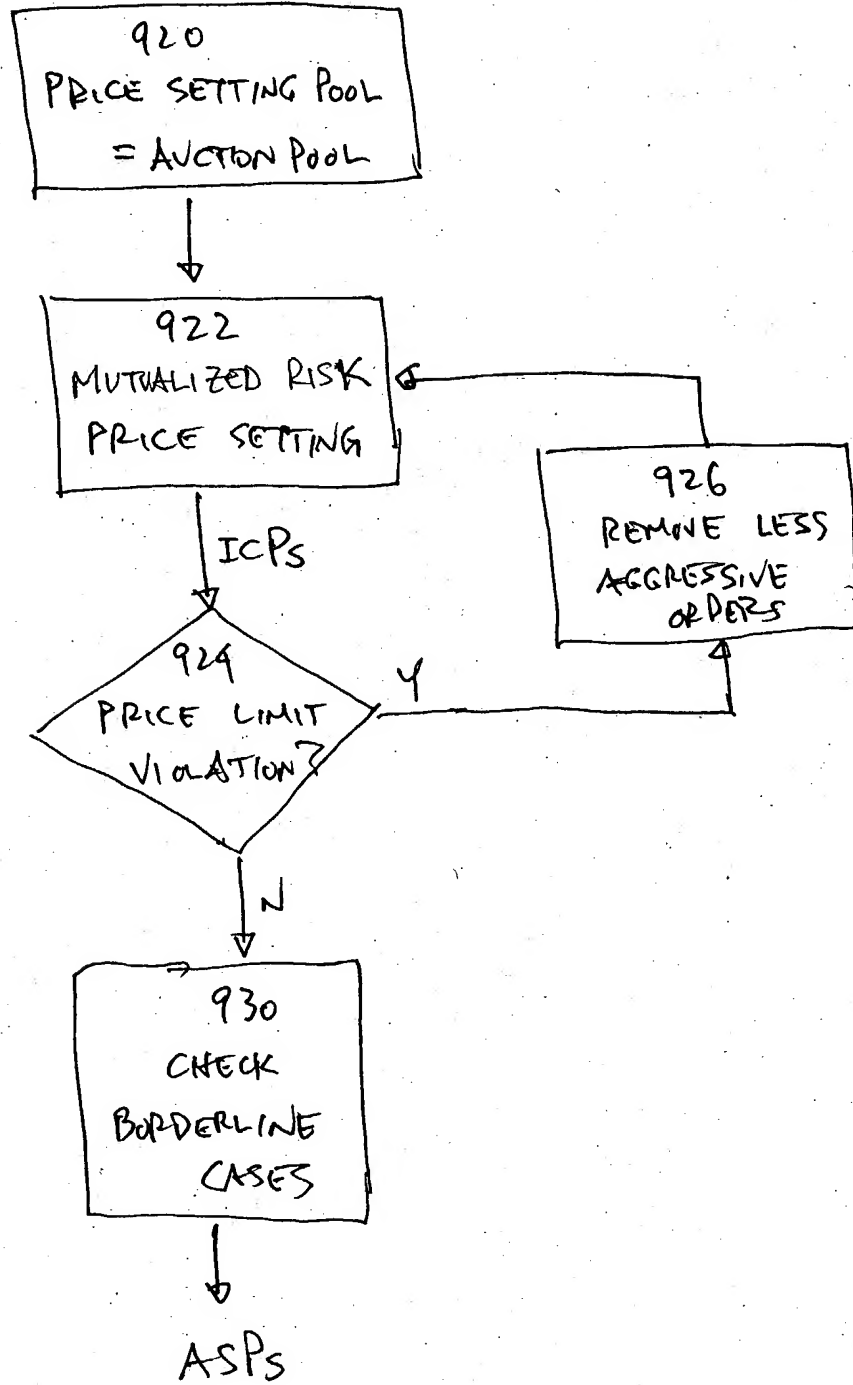 920
PRICE SETTING POOL
= AUCTION POOL
922
MUTUALIZED RISK
PRICE SETTING
ICPs
924
PRICE LIMIT
VIOLATION?
Y
926
REMOVE LESS
AGGRESSIVE
ORDERS
N
930
CHECK
BORDERLINE
CASES
ASPs